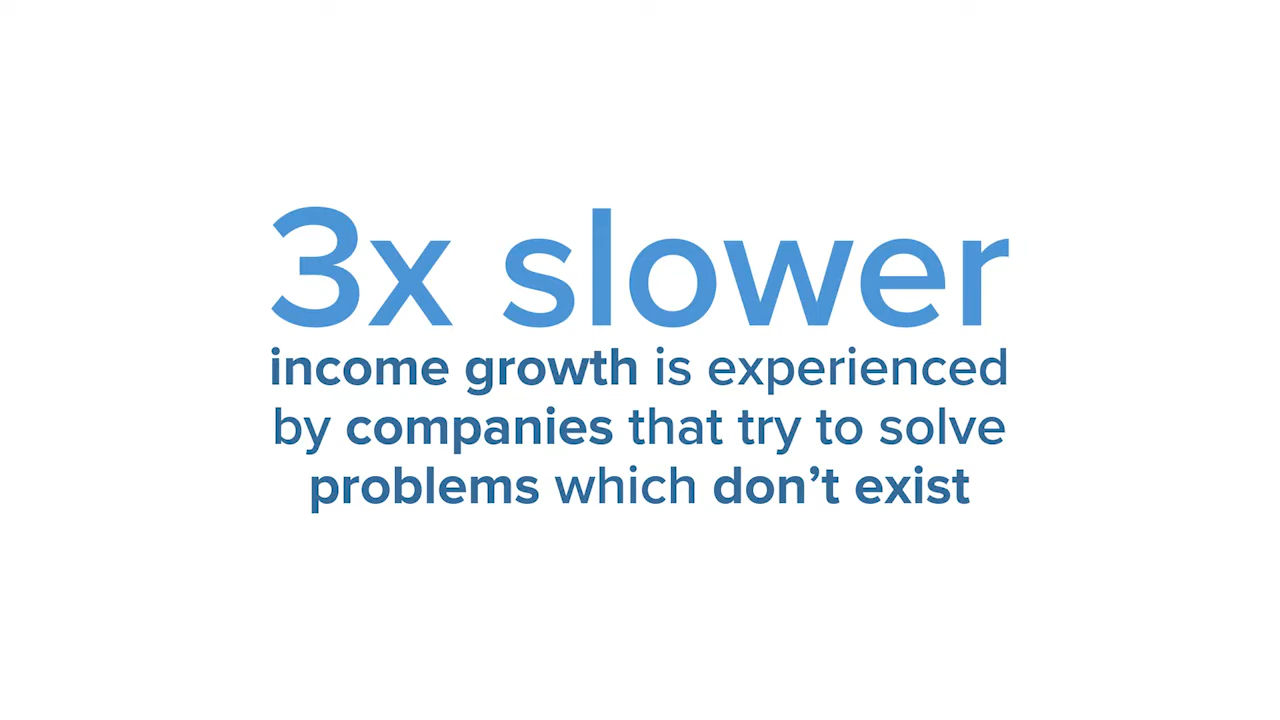 3x slower
income growth is experienced
by companies that try to solve
problems which don’t exist